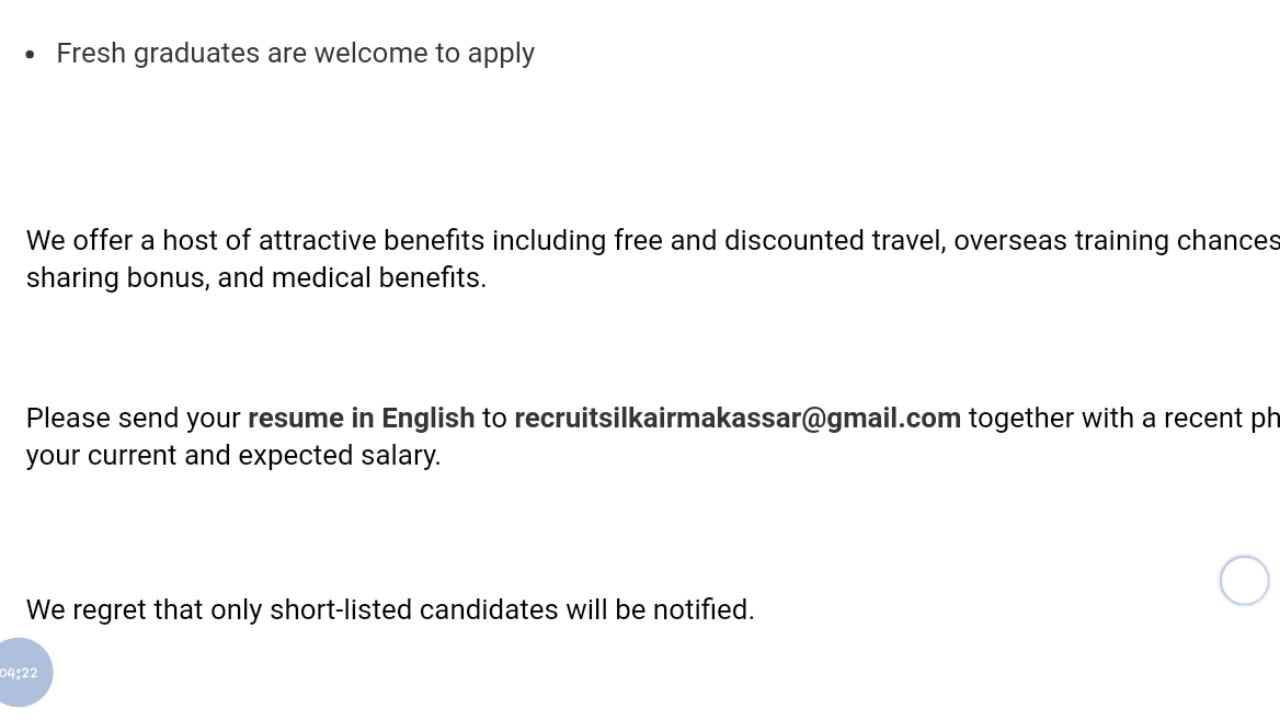 • Fresh graduates are welcome to apply
We offer a host of attractive benefits including free and discounted travel, overseas training chances
sharing bonus, and medical benefits.
Please send your resume in English to recruitsilkairmakassar@gmail.com together with a recent ph
your current and expected salary.
We regret that only short-listed candidates will be notified.
04:22